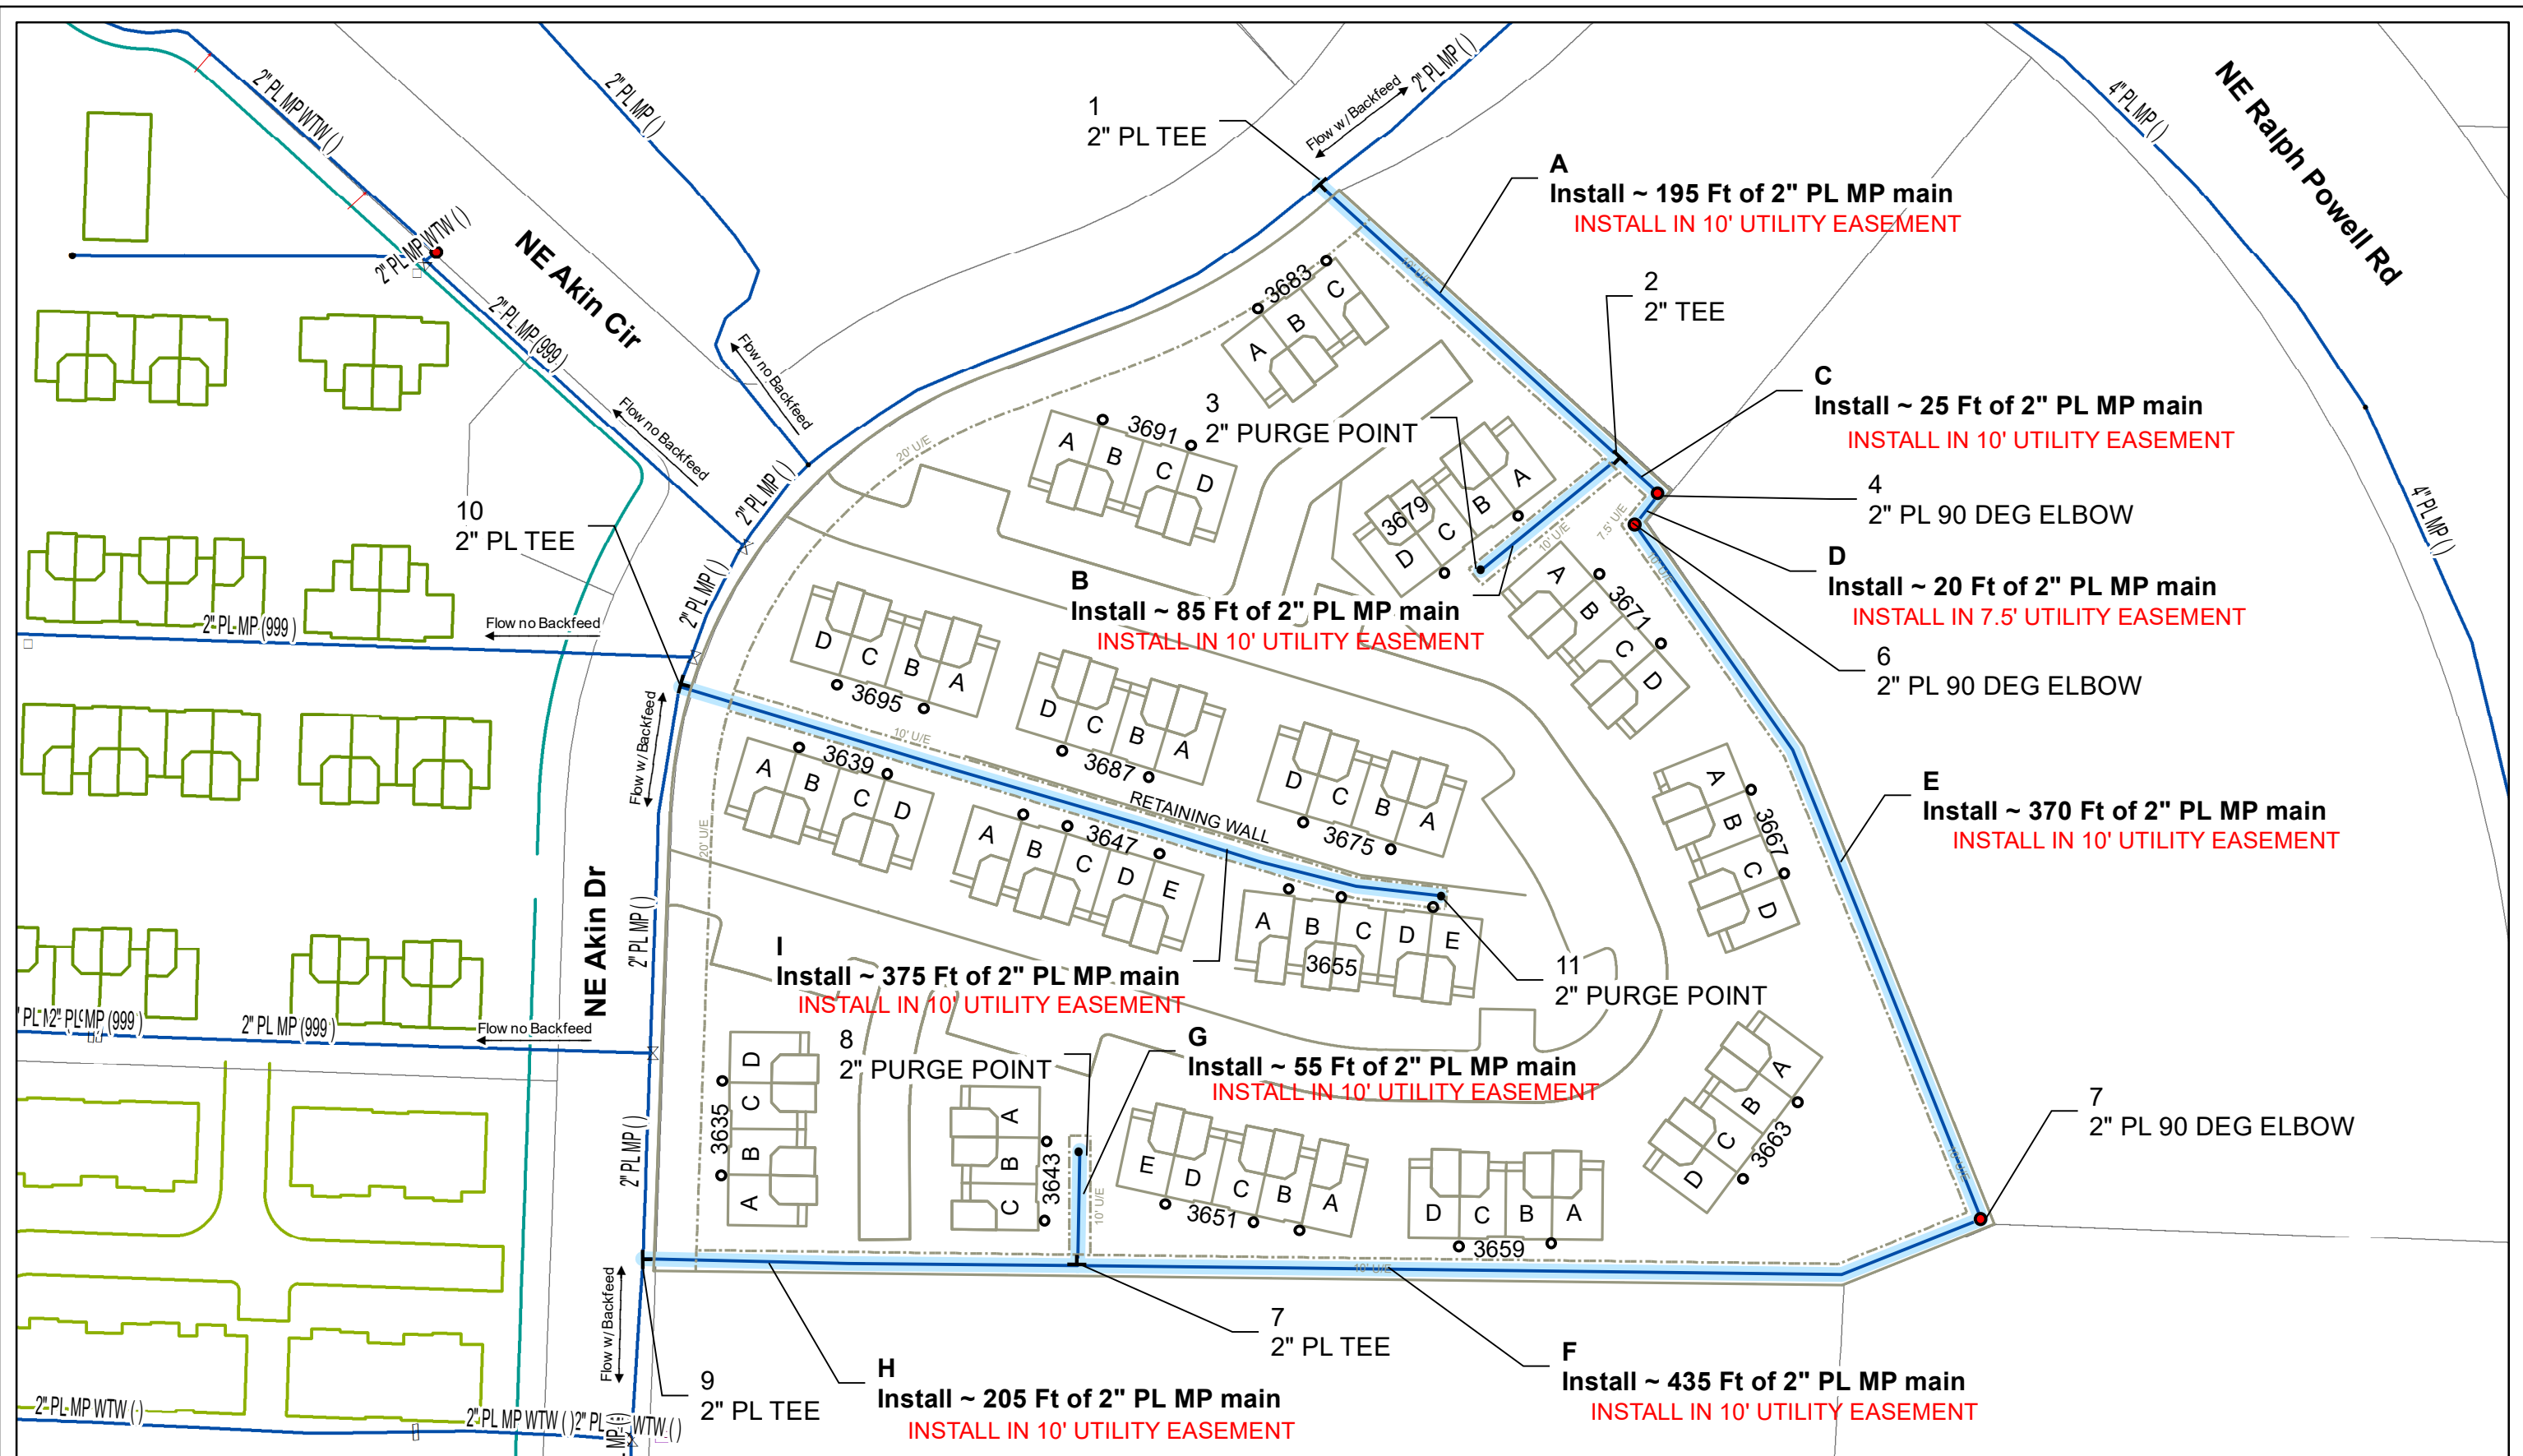 2" PL MP WTW ( )
2" PL MP ( )
Flow w/ Backfeed
2" PL MP ( )
4" PL MP ( )
NE Ralph Powell Rd
1
2" PL TEE
A
Install ~ 195 Ft of 2" PL MP main
INSTALL IN 10' UTILITY EASEMENT
2" PL MP WTW ( )
NE Akin Cir
10' U/E
2
2" TEE
3683
A
B
C
2" PL MP (999 )
Flow no Backfeed
Flow no Backfeed
C
Install ~ 25 Ft of 2" PL MP main
INSTALL IN 10' UTILITY EASEMENT
3
2" PURGE POINT
3691
A
B
C
D
20' U/E
3679
A
B
C
D
10' U/E
7.5' U/E
10' U/E
4
2" PL 90 DEG ELBOW
4" PL MP ( )
2" PL MP ( )
10
2" PL TEE
D
Install ~ 20 Ft of 2" PL MP main
INSTALL IN 7.5' UTILITY EASEMENT
B
Install ~ 85 Ft of 2" PL MP main
INSTALL IN 10' UTILITY EASEMENT
2" PL MP ( )
2" PL MP (999 )
Flow no Backfeed
6
2" PL 90 DEG ELBOW
A
B
C
D
3671
D
C
B
A
3695
D
C
B
A
3687
D
C
B
A
3675
Flow w/ Backfeed
10' U/E
RETAINING WALL
3639
A
B
C
D
3647
A
B
C
D
E
20' U/E
A
B
C
D
3667
E
Install ~ 370 Ft of 2" PL MP main
INSTALL IN 10' UTILITY EASEMENT
NE Akin Dr
2" PL MP ( )
A
B
C
D
E
3655
I
Install ~ 375 Ft of 2" PL MP main
INSTALL IN 10' UTILITY EASEMENT
11
2" PURGE POINT
2" PL MP (999 )
2" PL MP (999 )
Flow no Backfeed
8
2" PURGE POINT
G
Install ~ 55 Ft of 2" PL MP main
INSTALL IN 10' UTILITY EASEMENT
D
C
B
A
3635
2" PL MP ( )
A
B
C
3643
10' U/E
E
D
C
B
A
3651
D
C
B
A
3659
A
B
C
D
3663
7
2" PL 90 DEG ELBOW
10' U/E
10' U/E
Flow w/ Backfeed
7
2" PL TEE
9
2" PL TEE
H
Install ~ 205 Ft of 2" PL MP main
INSTALL IN 10' UTILITY EASEMENT
F
Install ~ 435 Ft of 2" PL MP main
INSTALL IN 10' UTILITY EASEMENT
2" PL MP WTW ( )
2" PL MP WTW ( )